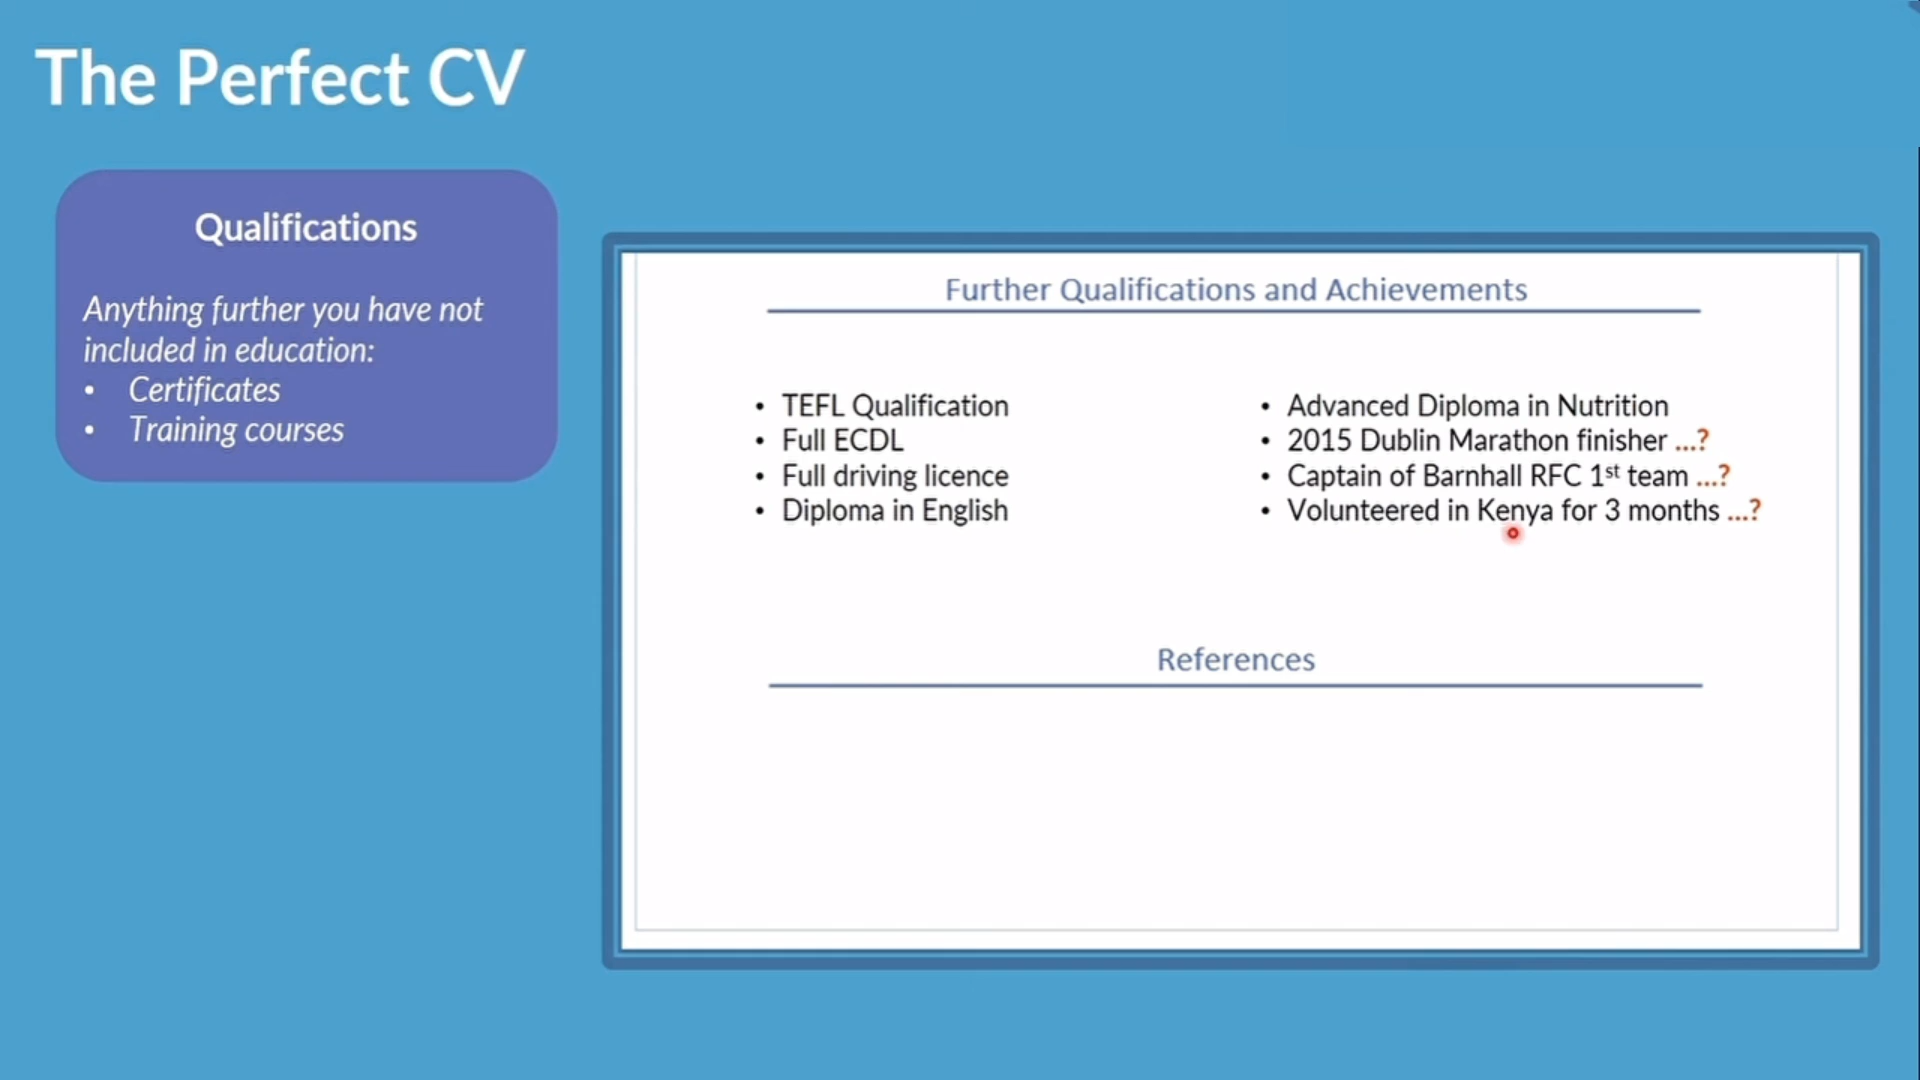 The Perfect CV
Qualifications
Anything further you have not
included in education:
• Certificates
• Training courses
Further Qualifications and Achievements
• TEFL Qualification
• Full ECDL
• Full driving licence
• Diploma in English
• Advanced Diploma in Nutrition
• 2015 Dublin Marathon finisher ...?
• Captain of Barnhall RFC 1st team ...?
• Volunteered in Kenya for 3 months ...?
References